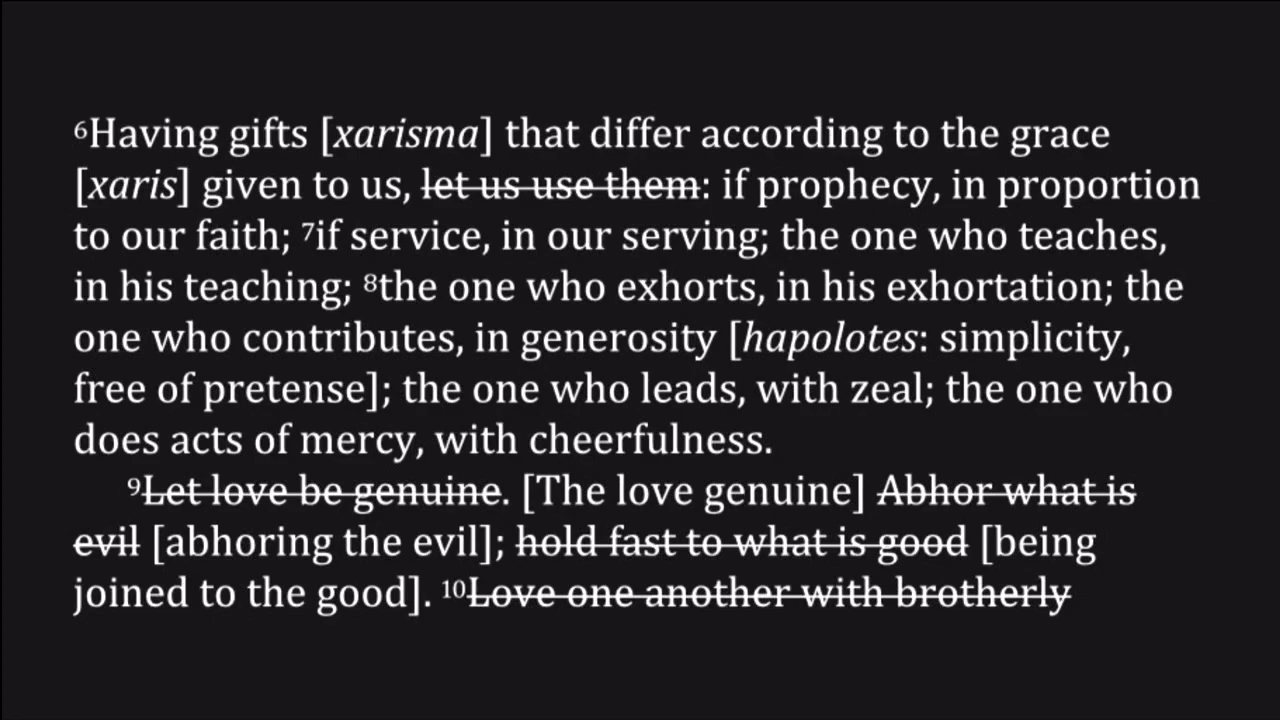 ⁶Having gifts [xarisma] that differ according to the grace
[xaris] given to us, let us use them: if prophecy, in proportion
to our faith; ⁷if service, in our serving; the one who teaches,
in his teaching; ⁸the one who exhorts, in his exhortation; the
one who contributes, in generosity [hapolotes: simplicity,
free of pretense]; the one who leads, with zeal; the one who
does acts of mercy, with cheerfulness.
⁹Let love be genuine. [The love genuine] Abhor what is
evil [abhoring the evil]; hold fast to what is good [being
joined to the good]. ¹⁰Love one another with brotherly